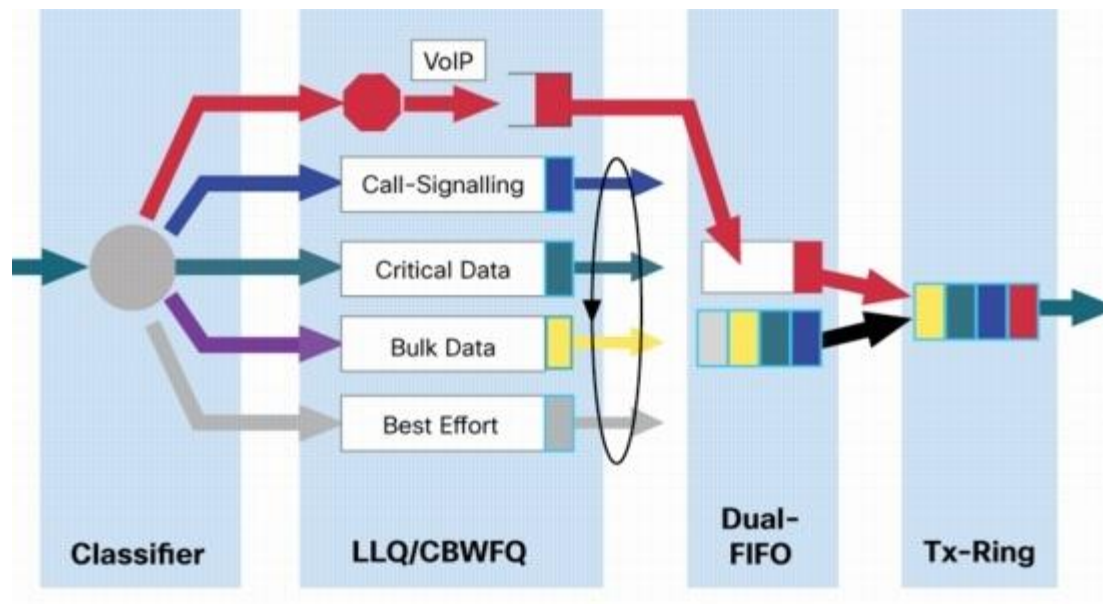 VoIP
Call-Signalling
Critical Data
Bulk Data
Best Effort
Classifier
LLQ/CBWFQ
Dual-
FIFO
Tx-Ring